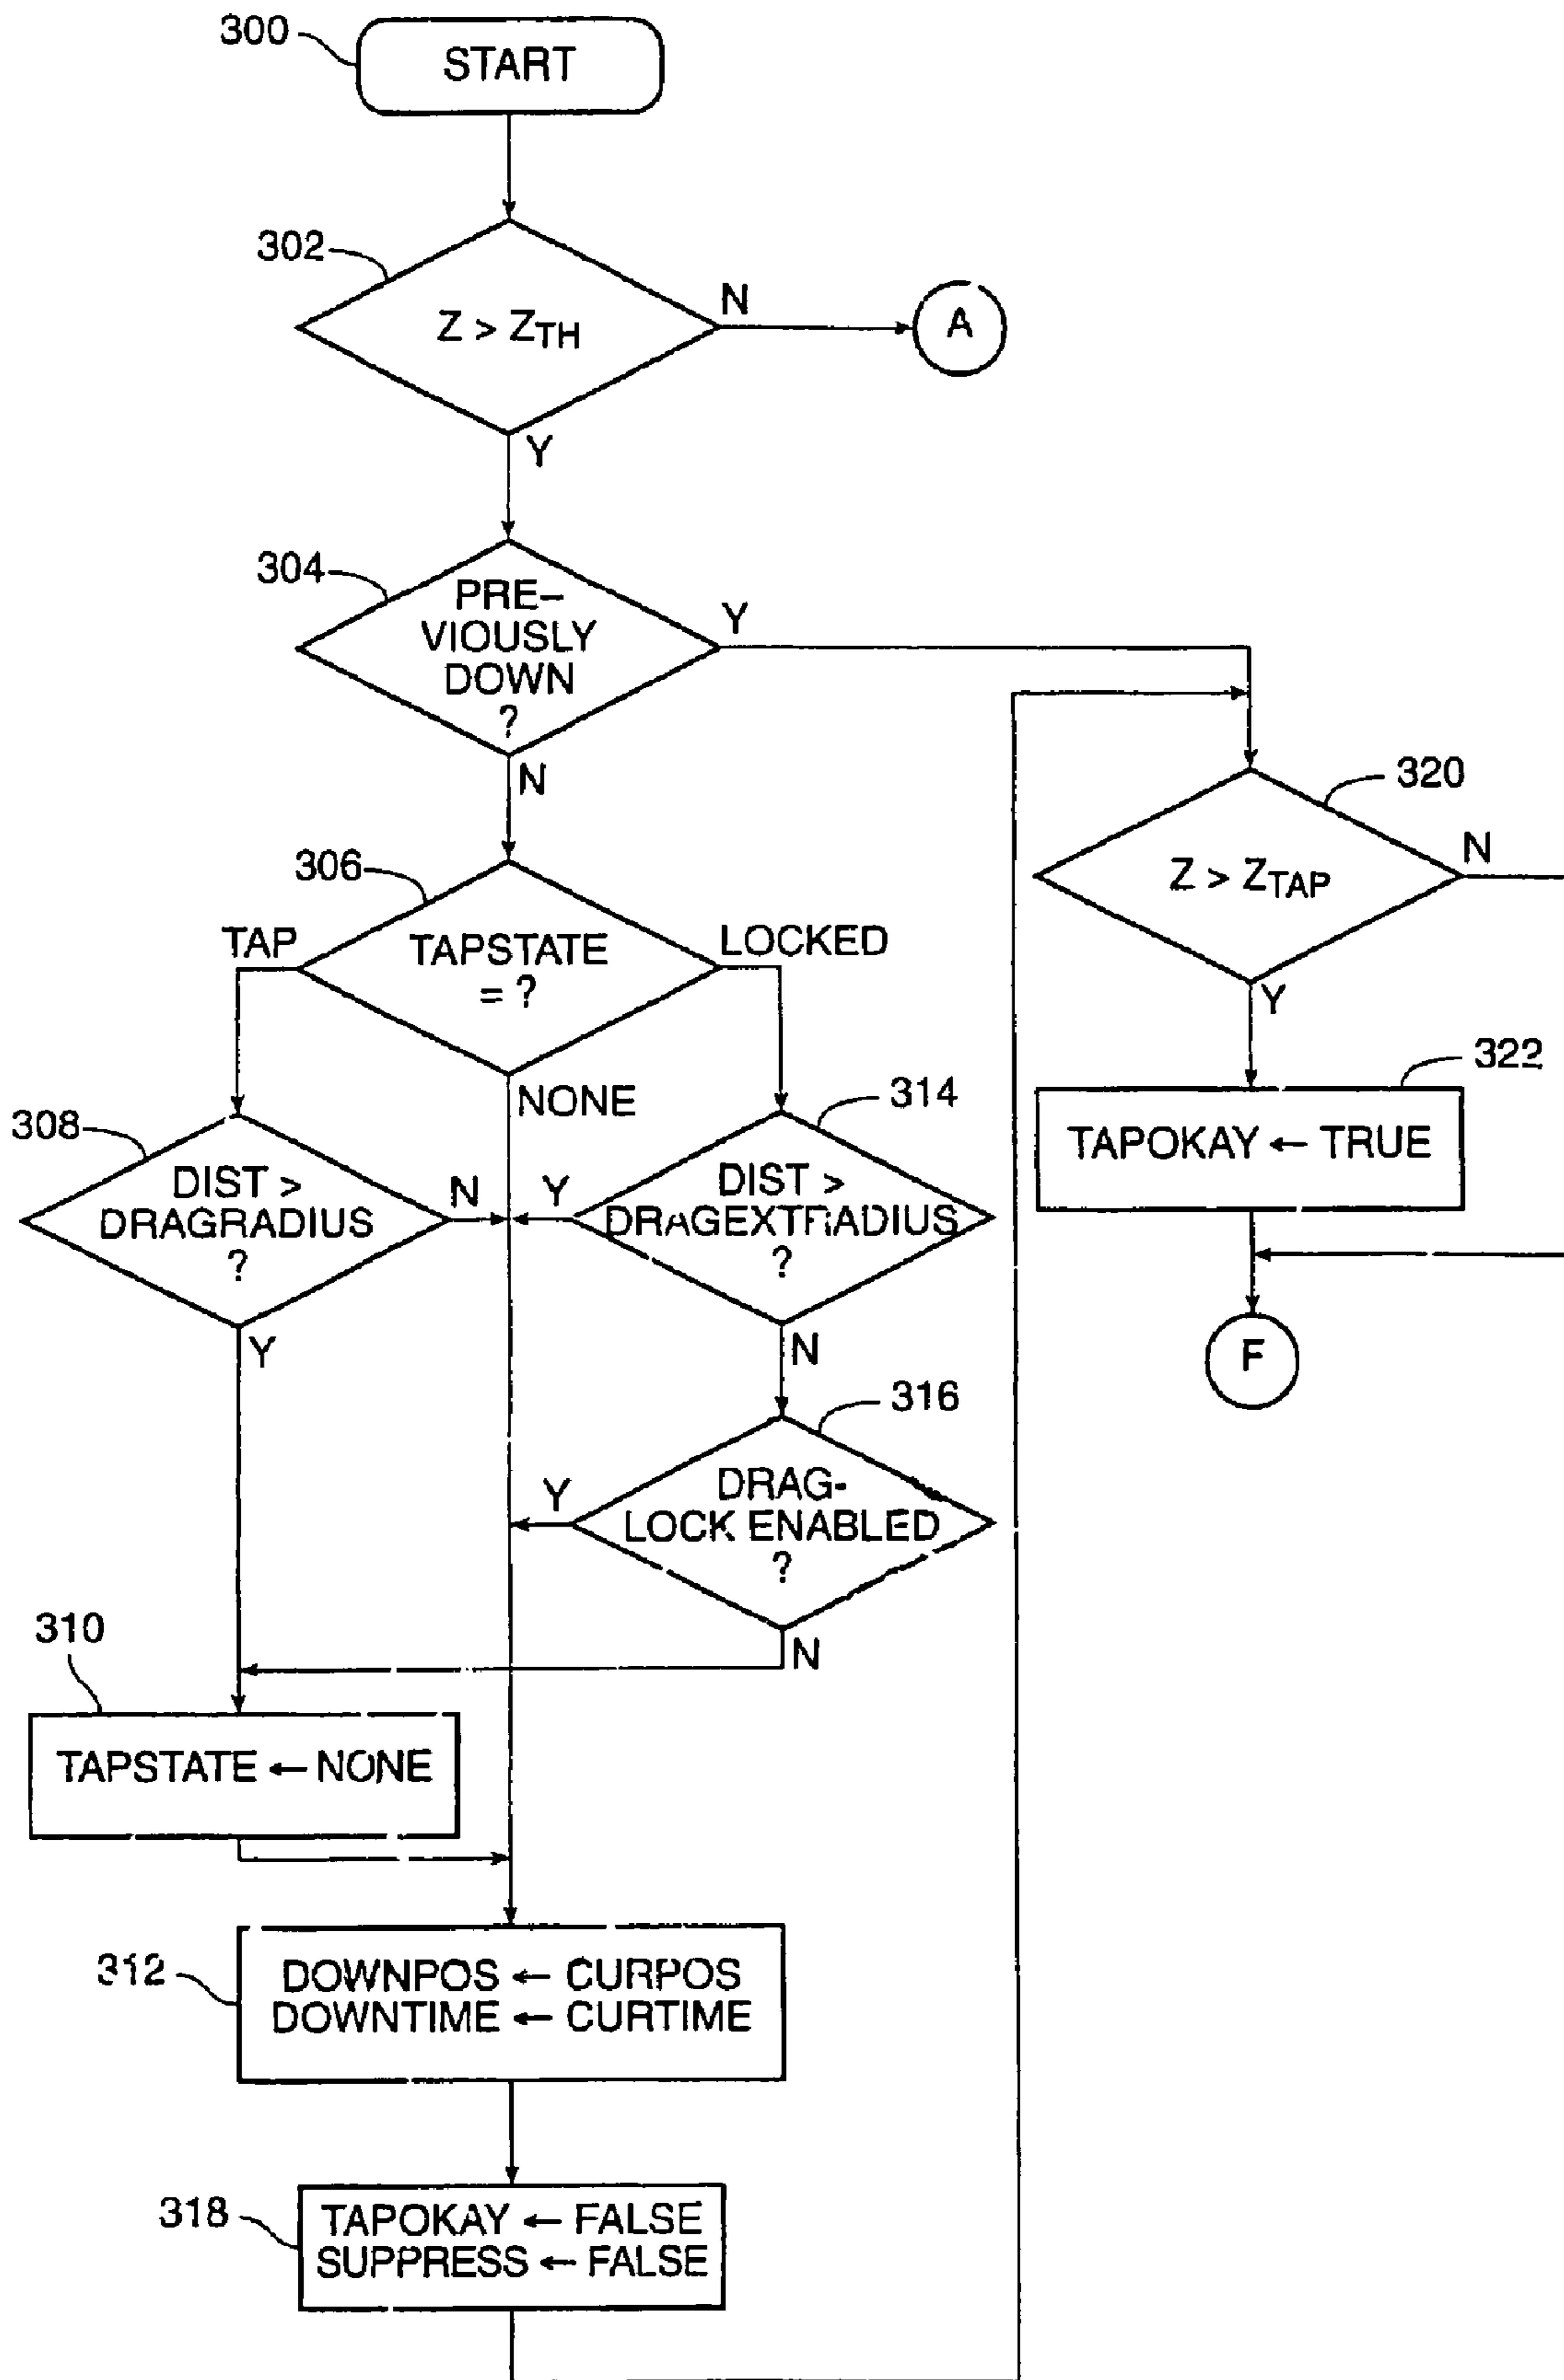 300
START
302
Z > ZTH
N
A
Y
304
PRE-
VIOUSLY
DOWN
?
Y
N
306
TAPSTATE
= ?
TAP
LOCKED
NONE
320
Z > ZTAP
N
Y
322
TAPOKAY ← TRUE
F
308
DIST >
DRAGRADIUS
?
N
Y
314
DIST >
DRAGEXTRADIUS
?
Y
N
316
DRAG-
LOCK ENABLED
?
Y
N
310
TAPSTATE ← NONE
312
DOWNPOS ← CURPOS
DOWNTIME ← CURTIME
318
TAPOKAY ← FALSE
SUPPRESS ← FALSE